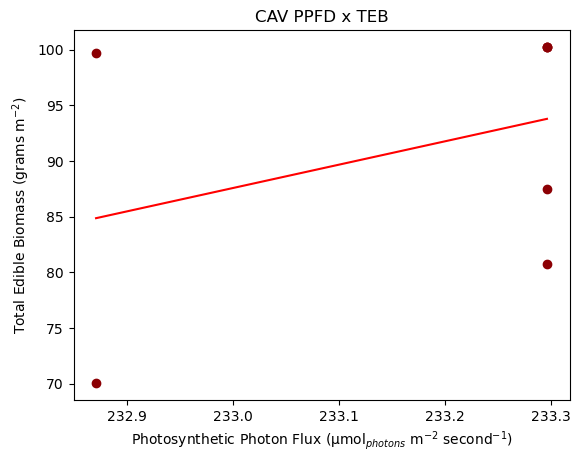 CAV PPFD x TEB
100
95
90
85
80
75
70
Total Edible Biomass (grams m⁻²)
232.9 233.0 233.1 233.2 233.3
Photosynthetic Photon Flux (μmol_photons m⁻² second⁻¹)